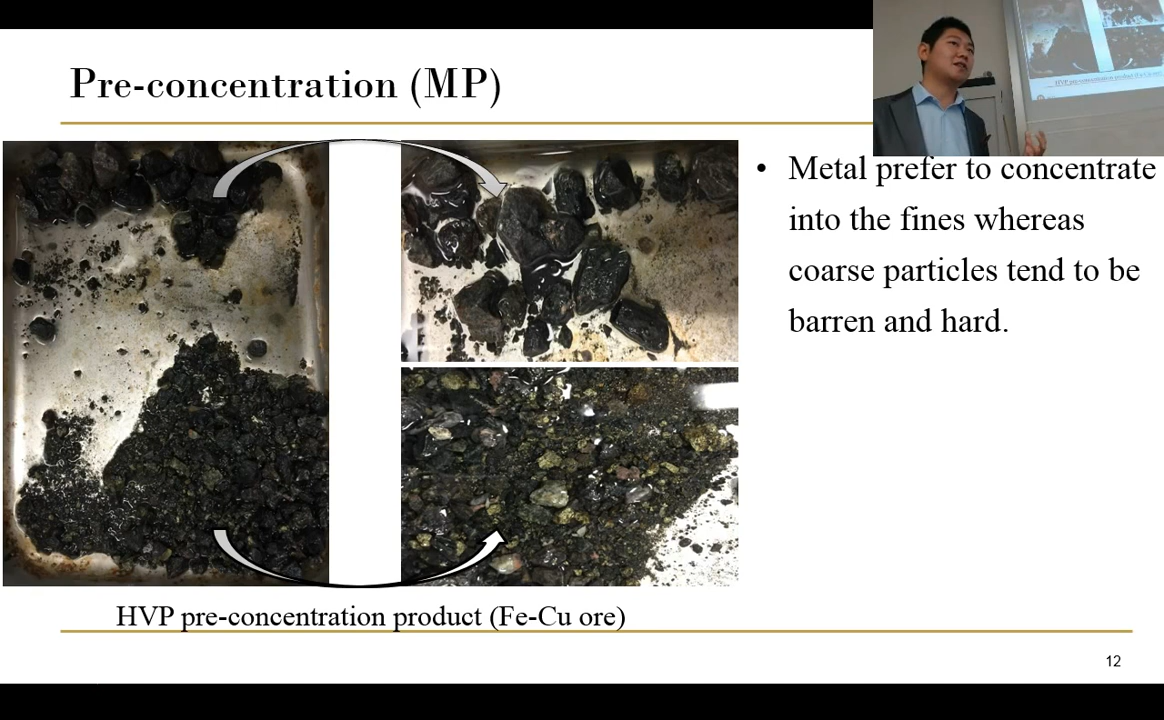 Pre-concentration (MP)
• Metal prefer to concentrate
into the fines whereas
coarse particles tend to be
barren and hard.
HVP pre-concentration product (Fe-Cu ore)
12